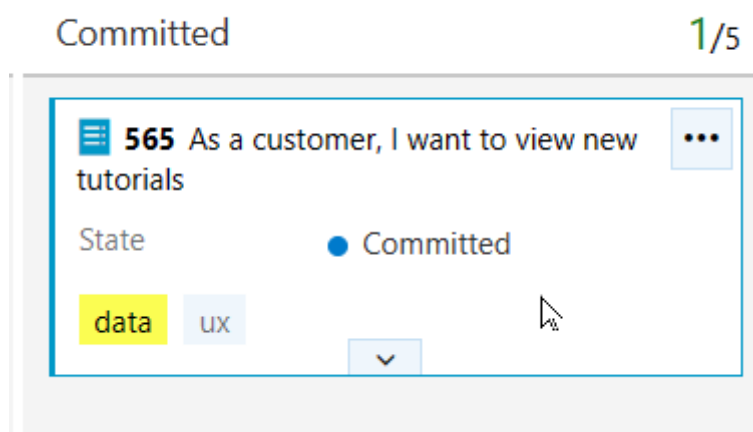 Committed 1/5
565 As a customer, I want to view new
tutorials
State Committed
data ux